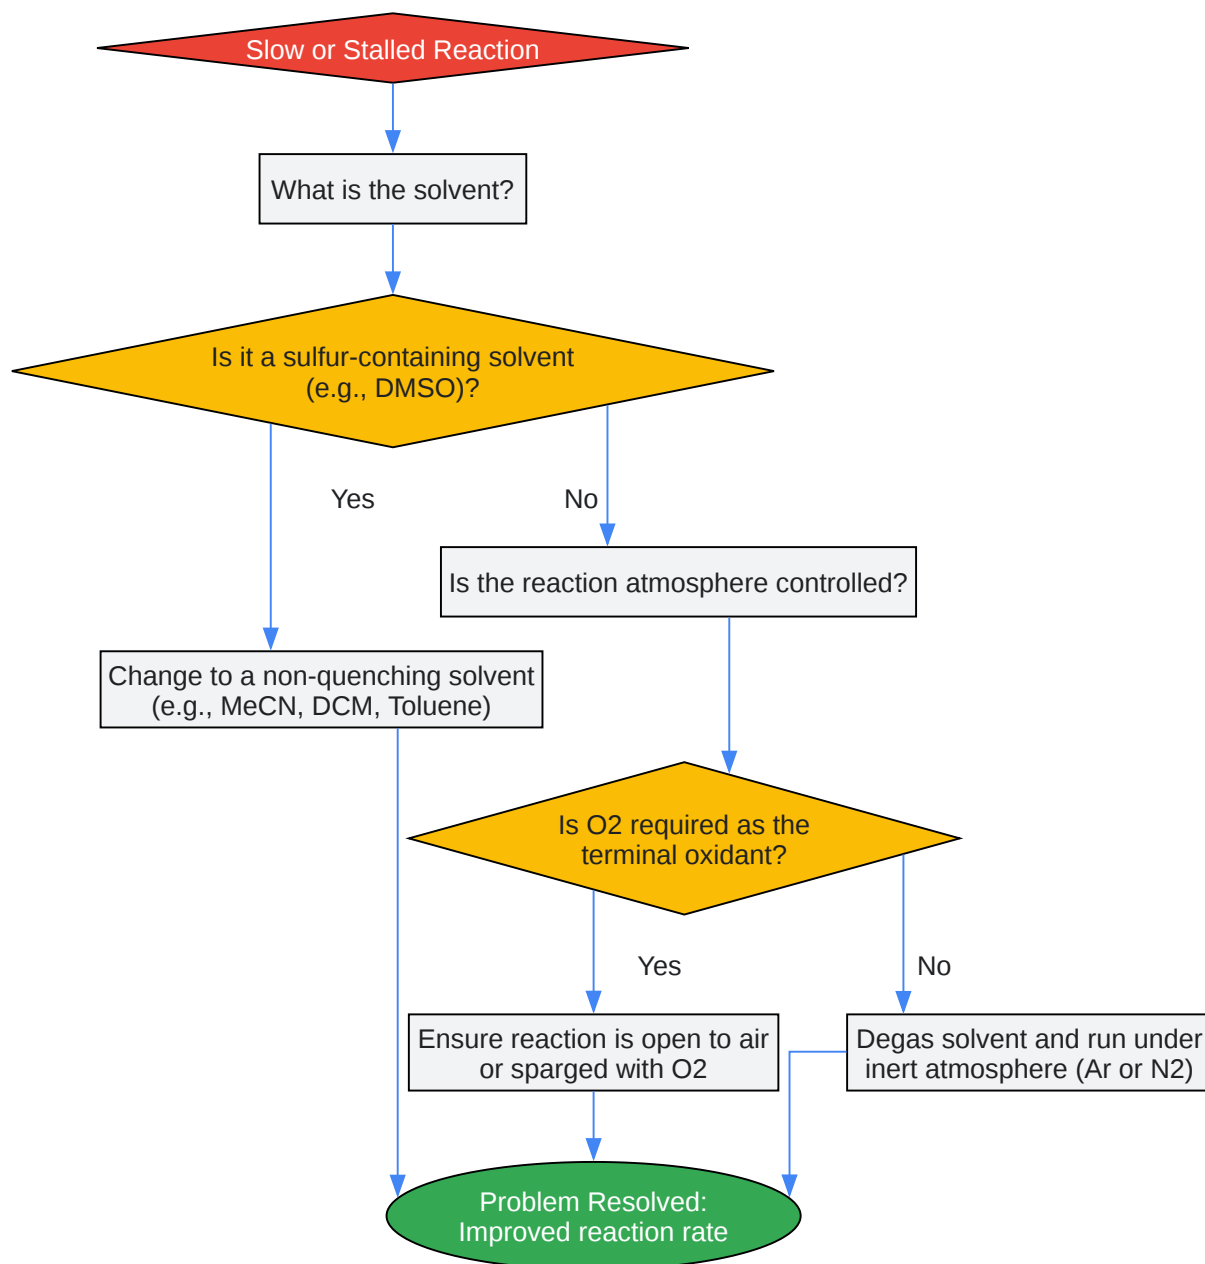 Slow or Stalled Reaction
What is the solvent?
Is it a sulfur-containing solvent
(e.g., DMSO)?
Yes
No
Is the reaction atmosphere controlled?
Change to a non-quenching solvent
(e.g., MeCN, DCM, Toluene)
Is O2 required as the
terminal oxidant?
Yes
No
Ensure reaction is open to air
or sparged with O2
Degas solvent and run under
inert atmosphere (Ar or N2)
Problem Resolved:
Improved reaction rate